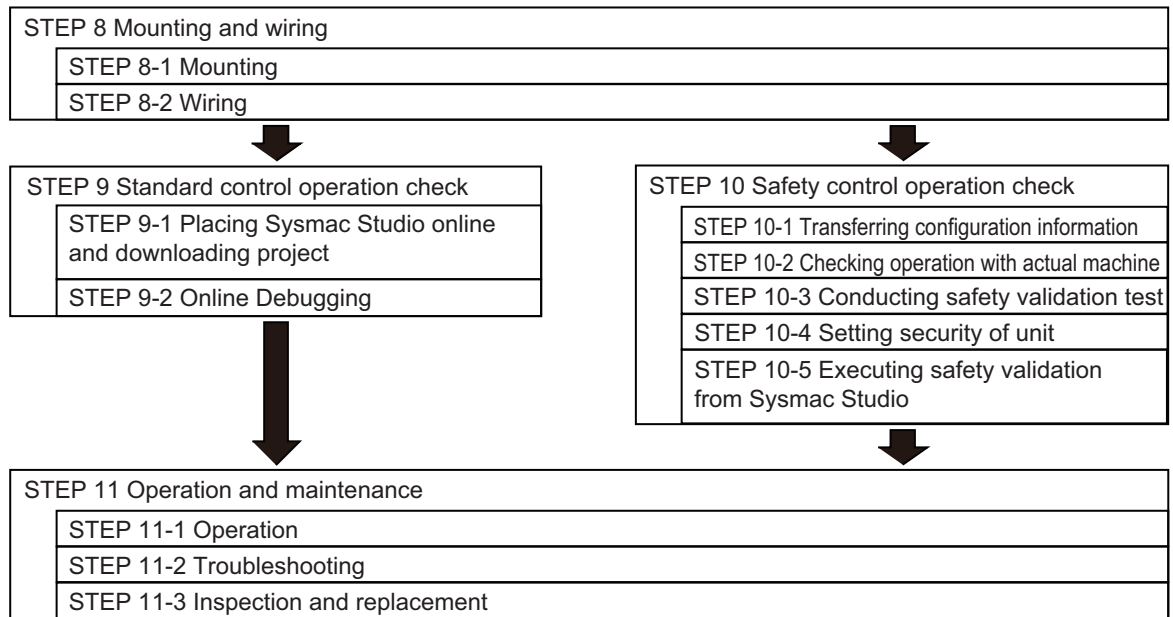 STEP 8 Mounting and wiring
STEP 8-1 Mounting
STEP 8-2 Wiring
STEP 9 Standard control operation check
STEP 9-1 Placing Sysmac Studio online
and downloading project
STEP 9-2 Online Debugging
STEP 10 Safety control operation check
STEP 10-1 Transferring configuration information
STEP 10-2 Checking operation with actual machine
STEP 10-3 Conducting safety validation test
STEP 10-4 Setting security of unit
STEP 10-5 Executing safety validation
from Sysmac Studio
STEP 11 Operation and maintenance
STEP 11-1 Operation
STEP 11-2 Troubleshooting
STEP 11-3 Inspection and replacement